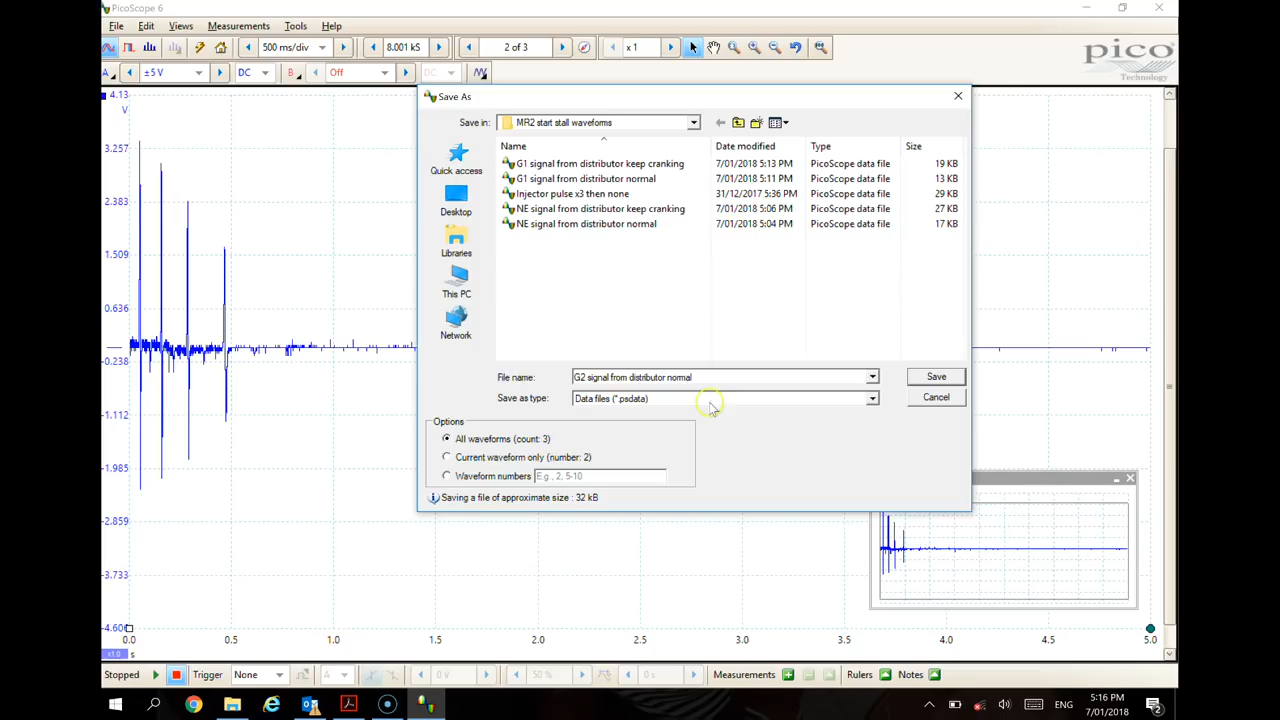 PicoScope 6
File Edit Views Measurements Tools Help
500 ms/div 8.001 kS 2 of 3 x 1
pico
Technology
A ±5 V DC B Off DC
4.13
V
3.257
2.383
1.509
0.636
-0.238
-1.112
-1.985
-2.859
-3.733
-4.606
Save As
Save in: MR2 start stall waveforms
Name Date modified Type Size
G1 signal from distributor keep cranking 7/01/2018 5:13 PM PicoScope data file 19 KB
G1 signal from distributor normal 7/01/2018 5:11 PM PicoScope data file 13 KB
Injector pulse x3 then none 31/12/2017 5:36 PM PicoScope data file 29 KB
NE signal from distributor keep cranking 7/01/2018 5:06 PM PicoScope data file 27 KB
NE signal from distributor normal 7/01/2018 5:04 PM PicoScope data file 17 KB
Quick access
Desktop
Libraries
This PC
Network
File name: G2 signal from distributor normal Save
Save as type: Data files (*.psdata) Cancel
Options
All waveforms (count: 3)
Current waveform only (number: 2)
Waveform numbers E.g., 2, 5-10
Saving a file of approximate size : 32 kB
0.0 0.5 1.0 1.5 2.0 2.5 3.0 3.5 4.0 4.5 5.0
x1.0 s
Stopped Trigger None A 0 V 50 % 0 s Measurements Rulers Notes
ENG 5:16 PM
7/01/2018 2